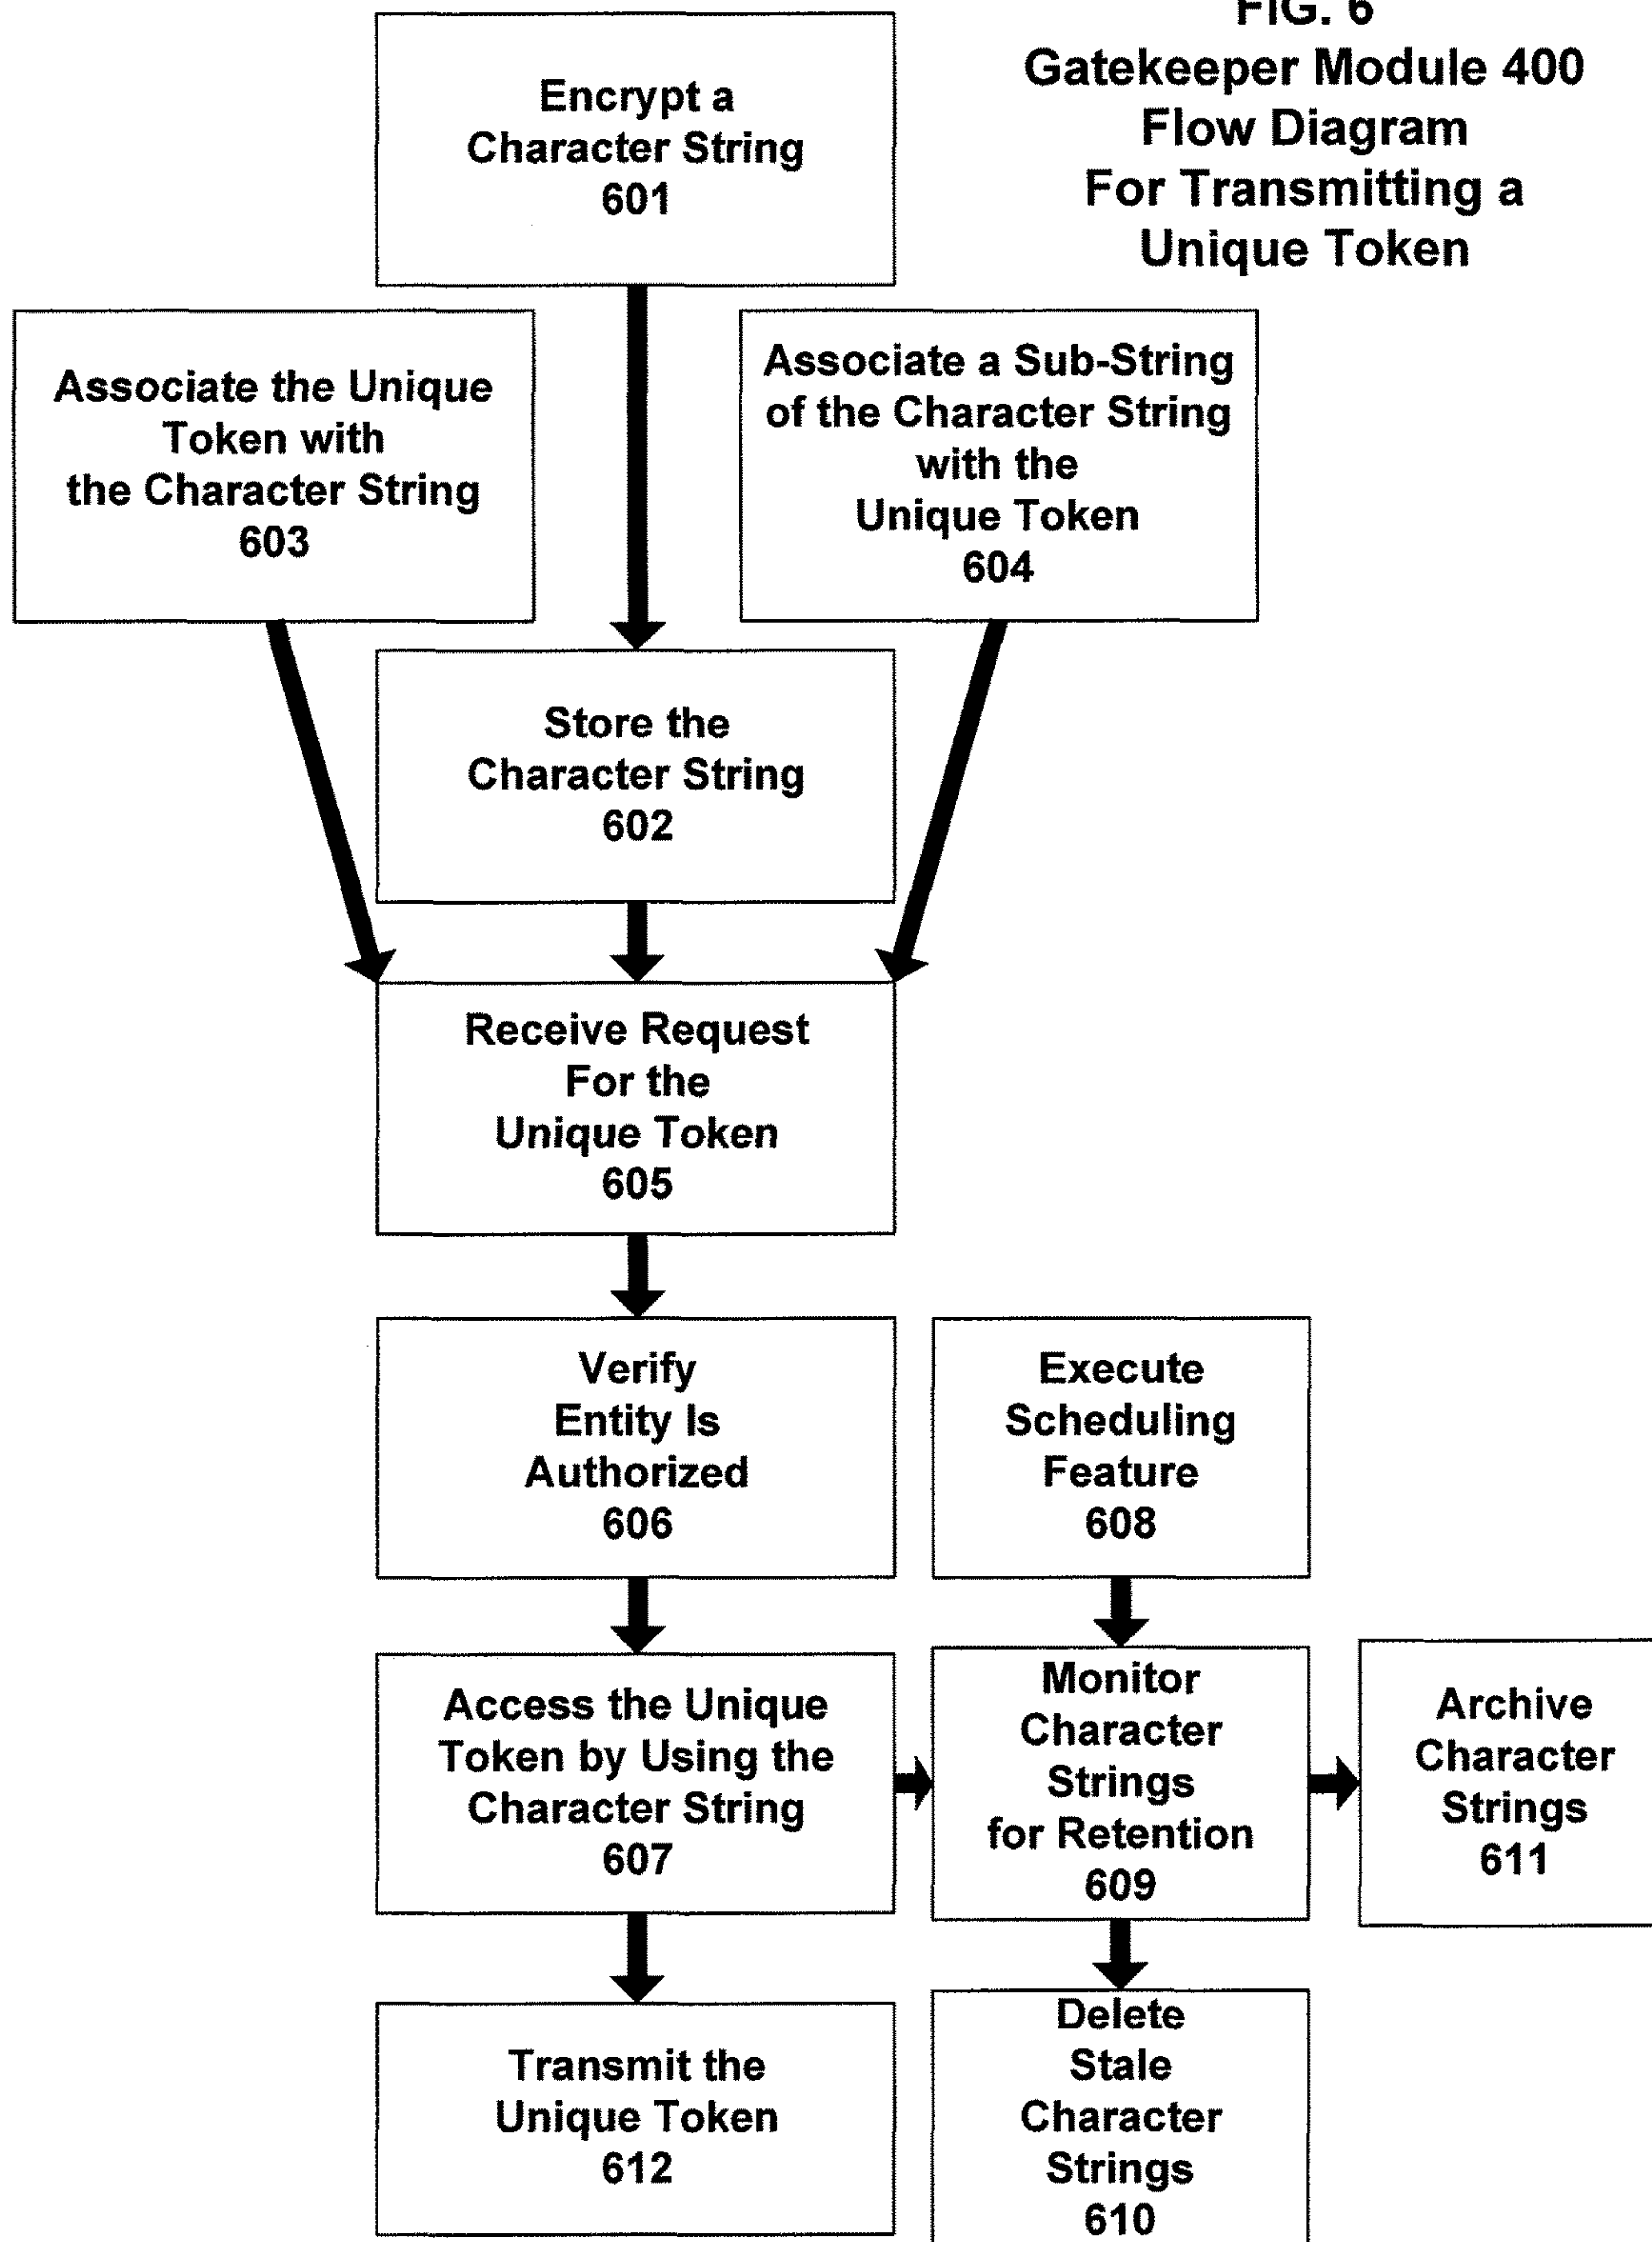 FIG. 6
Gatekeeper Module 400
Flow Diagram
For Transmitting a
Unique Token
Encrypt a
Character String
601
Associate the Unique
Token with
the Character String
603
Associate a Sub-String
of the Character String
with the
Unique Token
604
Store the
Character String
602
Receive Request
For the
Unique Token
605
Verify
Entity Is
Authorized
606
Execute
Scheduling
Feature
608
Access the Unique
Token by Using the
Character String
607
Monitor
Character
Strings
for Retention
609
Archive
Character
Strings
611
Transmit the
Unique Token
612
Delete
Stale
Character
Strings
610